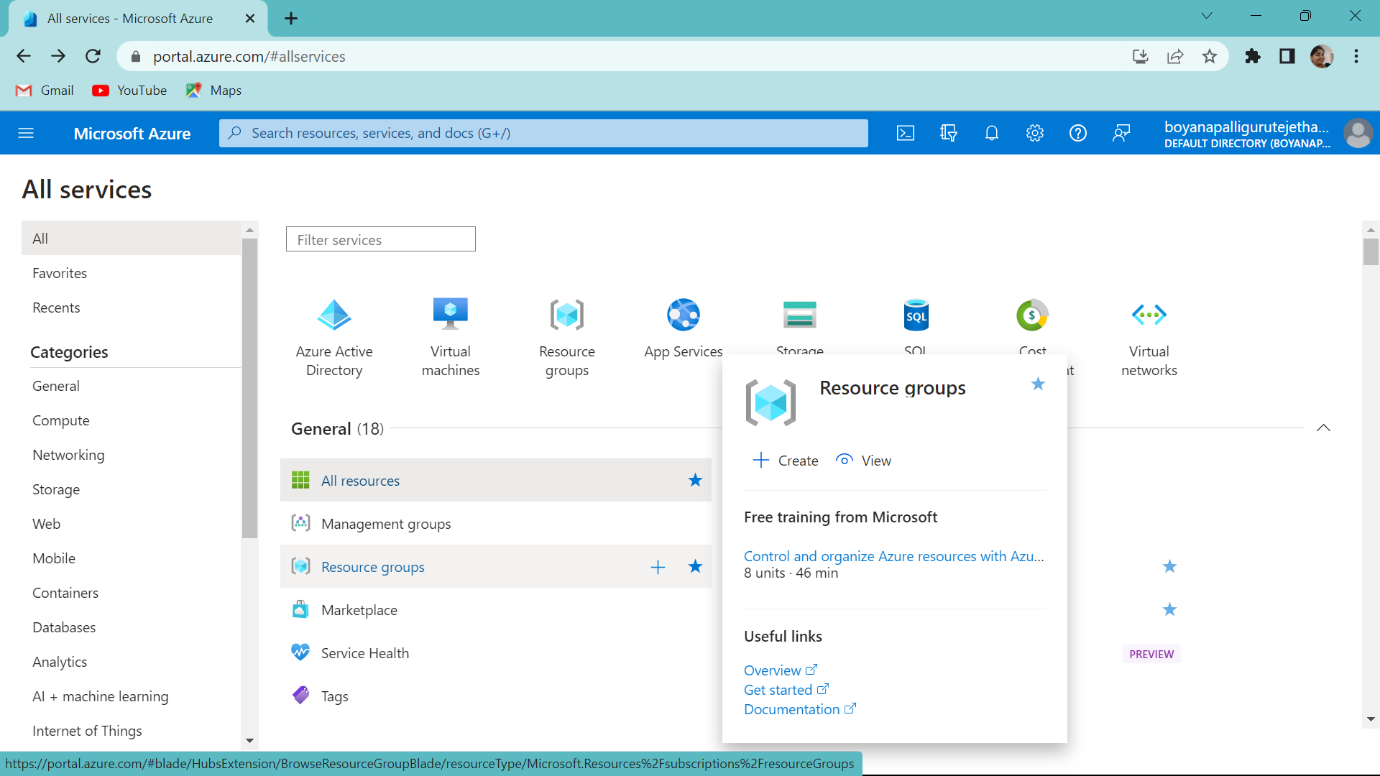 All services - Microsoft Azure
portal.azure.com/#allservices
Gmail
YouTube
Maps
Microsoft Azure
Search resources, services, and docs (G+/)
boyanapalligurutejetha...
DEFAULT DIRECTORY (BOYANAP...
All services
All
Favorites
Recents
Categories
General
Compute
Networking
Storage
Web
Mobile
Containers
Databases
Analytics
AI + machine learning
Internet of Things
Filter services
Azure Active
Directory
Virtual
machines
Resource
groups
App Services
Storage
SQL
SQL
Cost
Virtual
networks
General (18)
All resources
Management groups
Resource groups
Marketplace
Service Health
Tags
Resource groups
Create
View
Free training from Microsoft
Control and organize Azure resources with Azu...
8 units · 46 min
Useful links
Overview
Get started
Documentation
PREVIEW
https://portal.azure.com/#blade/HubsExtension/BrowseResourceGroupBlade/resourceType/Microsoft.Resources%2Fsubscriptions%2FresourceGroups